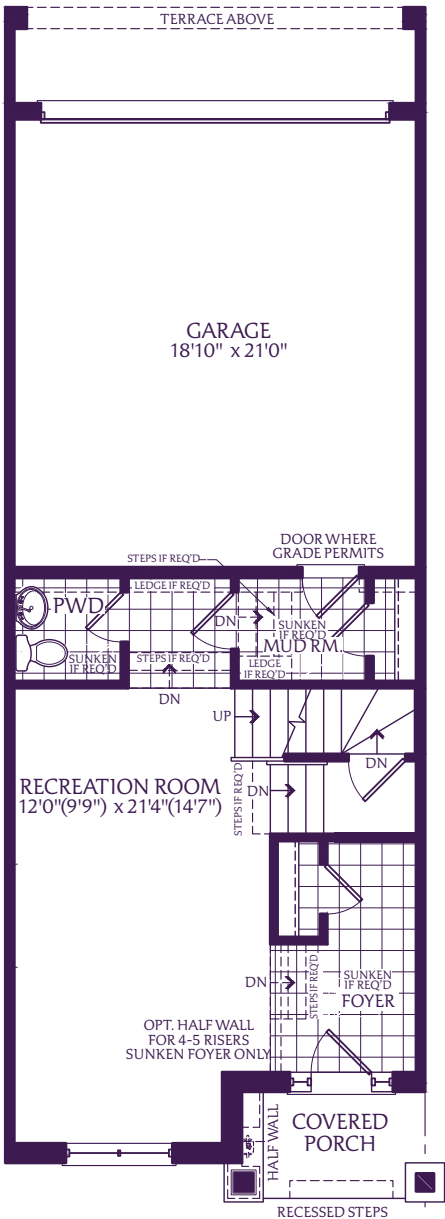 TERRACE ABOVE
GARAGE
18'10" x 21'0"
DOOR WHERE
GRADE PERMITS
STEPS IF REQ'D
LEDGE IF REQ'D
PWD
SUNKEN
IF REQ'D
STEPS IF REQ'D
DN
DN
SUNKEN
IF REQ'D
MUD RM.
LEDGE
IF REQ'D
UP
DN
RECREATION ROOM
12'0"(9'9") x 21'4"(14'7")
STEPS IF REQ'D
DN
DN
STEPS IF REQ'D
SUNKEN
IF REQ'D
FOYER
OPT. HALF WALL
FOR 4-5 RISERS
SUNKEN FOYER ONLY
HALF WALL
COVERED
PORCH
RECESSED STEPS